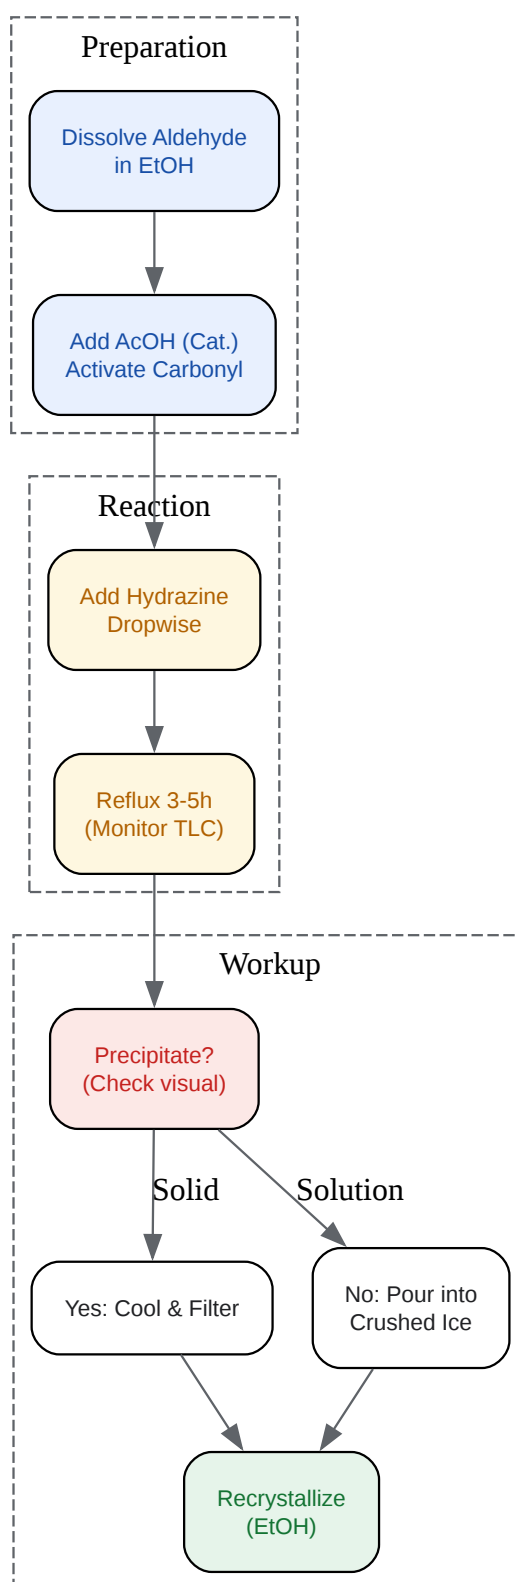 Preparation
Dissolve Aldehyde
in EtOH
Add AcOH (Cat.)
Activate Carbonyl
Reaction
Add Hydrazine
Dropwise
Reflux 3-5h
(Monitor TLC)
Workup
Precipitate?
(Check visual)
Solid
Solution
Yes: Cool & Filter
No: Pour into
Crushed Ice
Recrystallize
(EtOH)